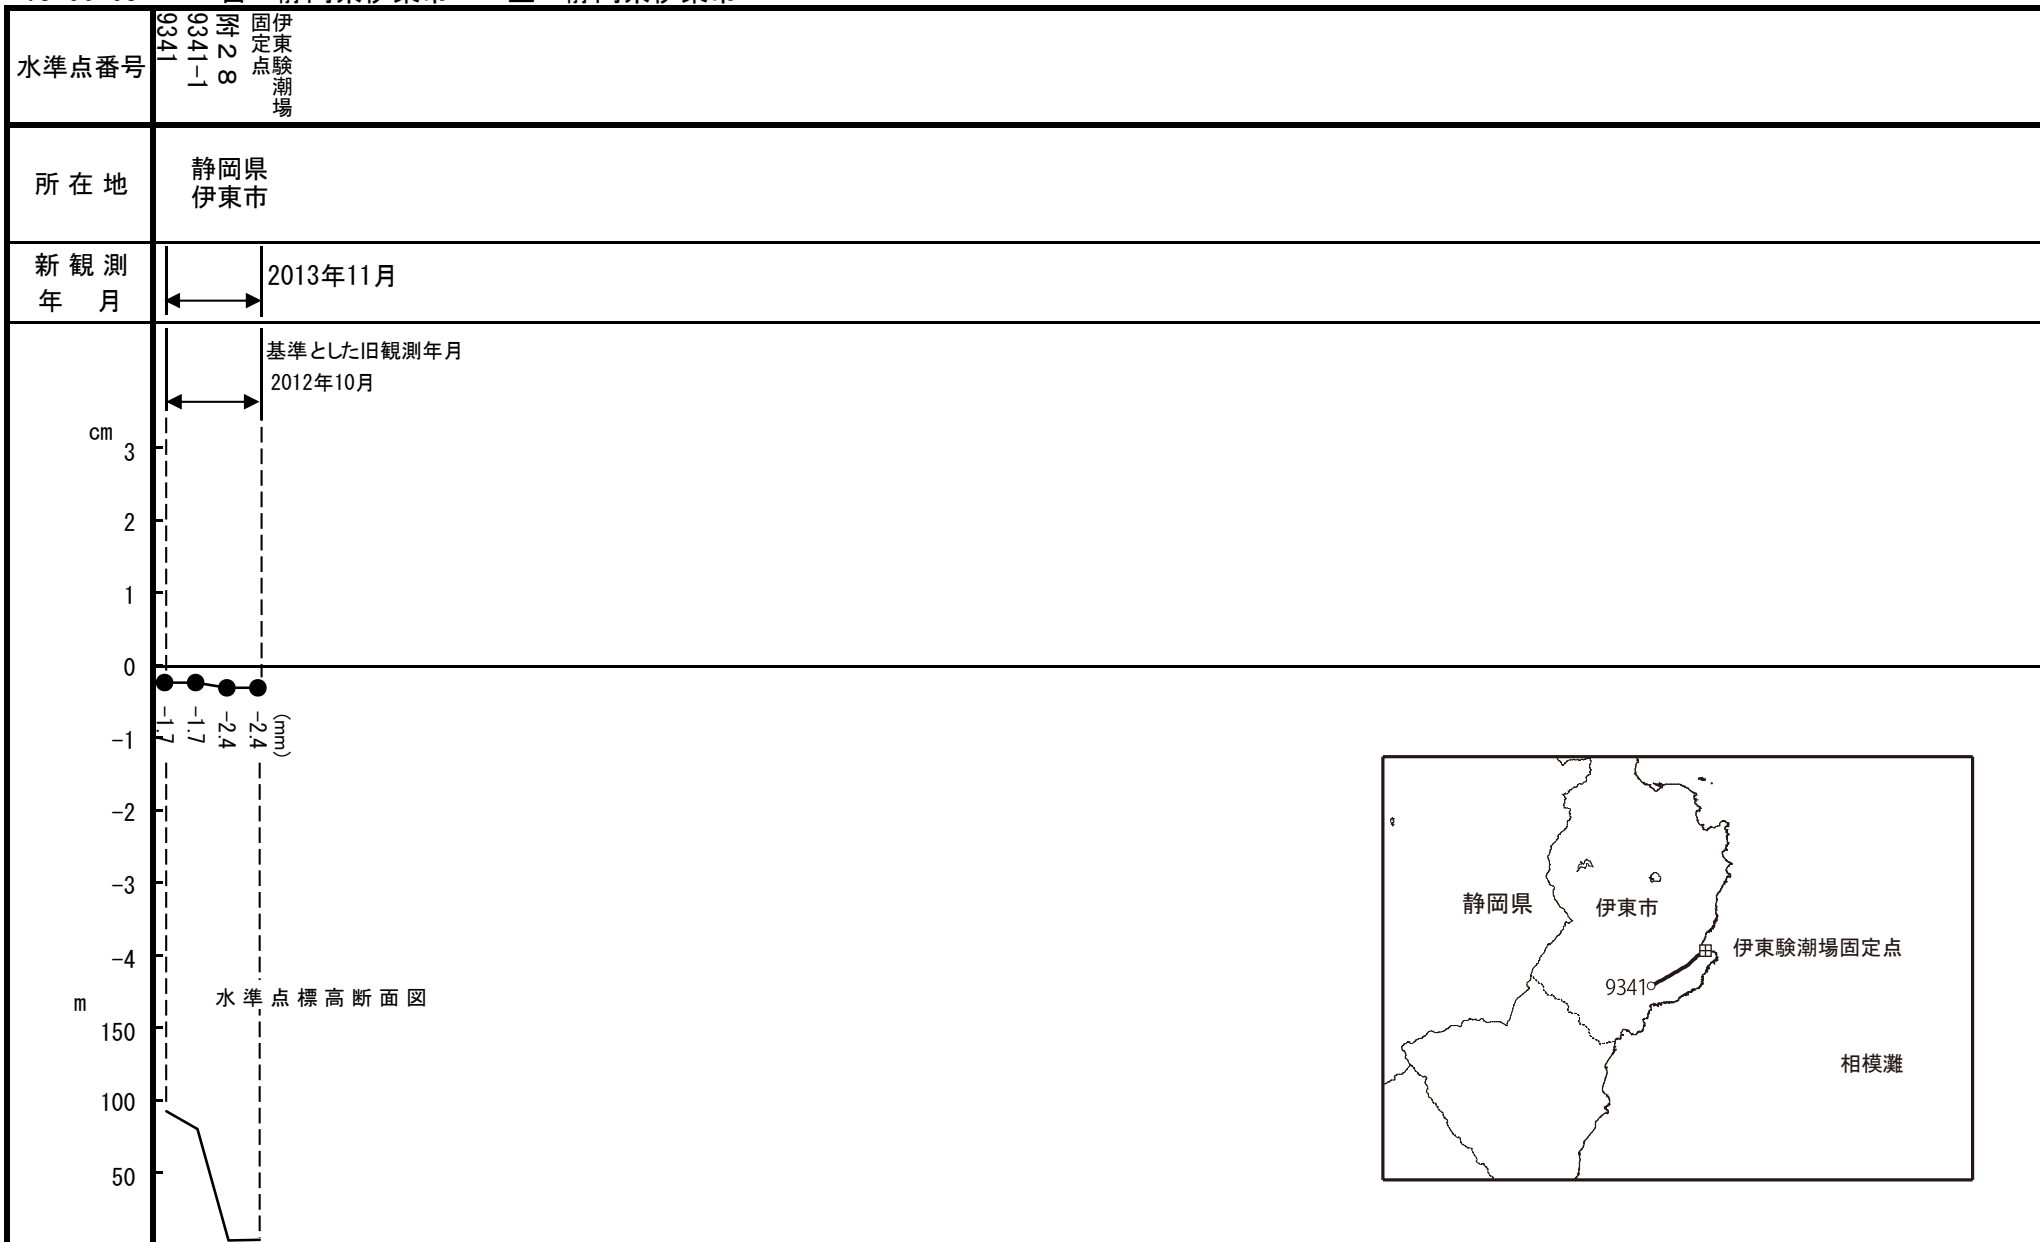 水準点番号
9341
9341-1
附２８
伊東験潮場
固定点
所 在 地
静岡県
伊東市
新 観 測
年 月
2013年11月
基準とした旧観測年月
2012年10月
cm
3
2
1
0
-1
-2
-3
-4
-1.7
-1.7
-2.4
-2.4
(mm)
水準点標高断面図
m
150
100
50
静岡県
伊東市
伊東験潮場固定点
9341
相模灘